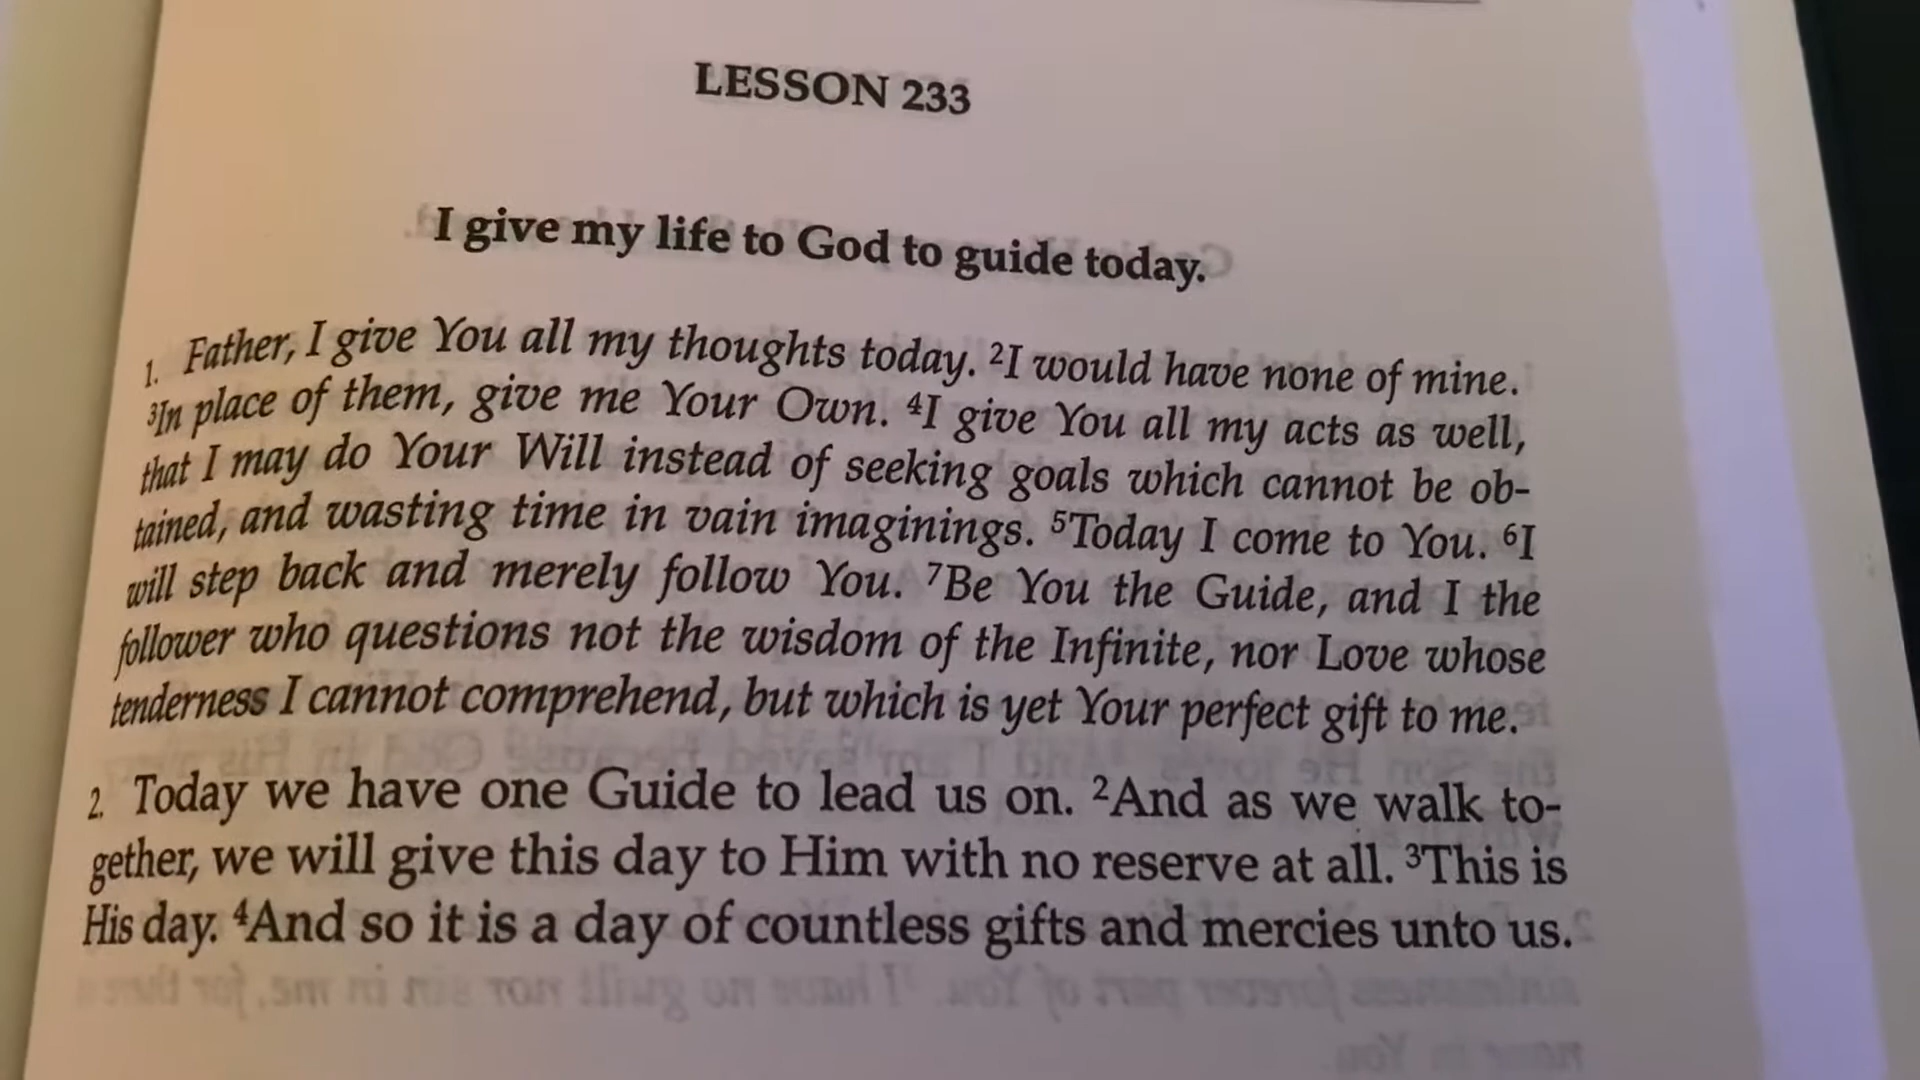 LESSON 233
I give my life to God to guide today.
1. Father, I give You all my thoughts today. ²I would have none of mine.
³In place of them, give me Your Own. ⁴I give You all my acts as well,
that I may do Your Will instead of seeking goals which cannot be ob-
tained, and wasting time in vain imaginings. ⁵Today I come to You. ⁶I
will step back and merely follow You. ⁷Be You the Guide, and I the
follower who questions not the wisdom of the Infinite, nor Love whose
tenderness I cannot comprehend, but which is yet Your perfect gift to me.
2. Today we have one Guide to lead us on. ²And as we walk to-
gether, we will give this day to Him with no reserve at all. ³This is
His day. ⁴And so it is a day of countless gifts and mercies unto us.